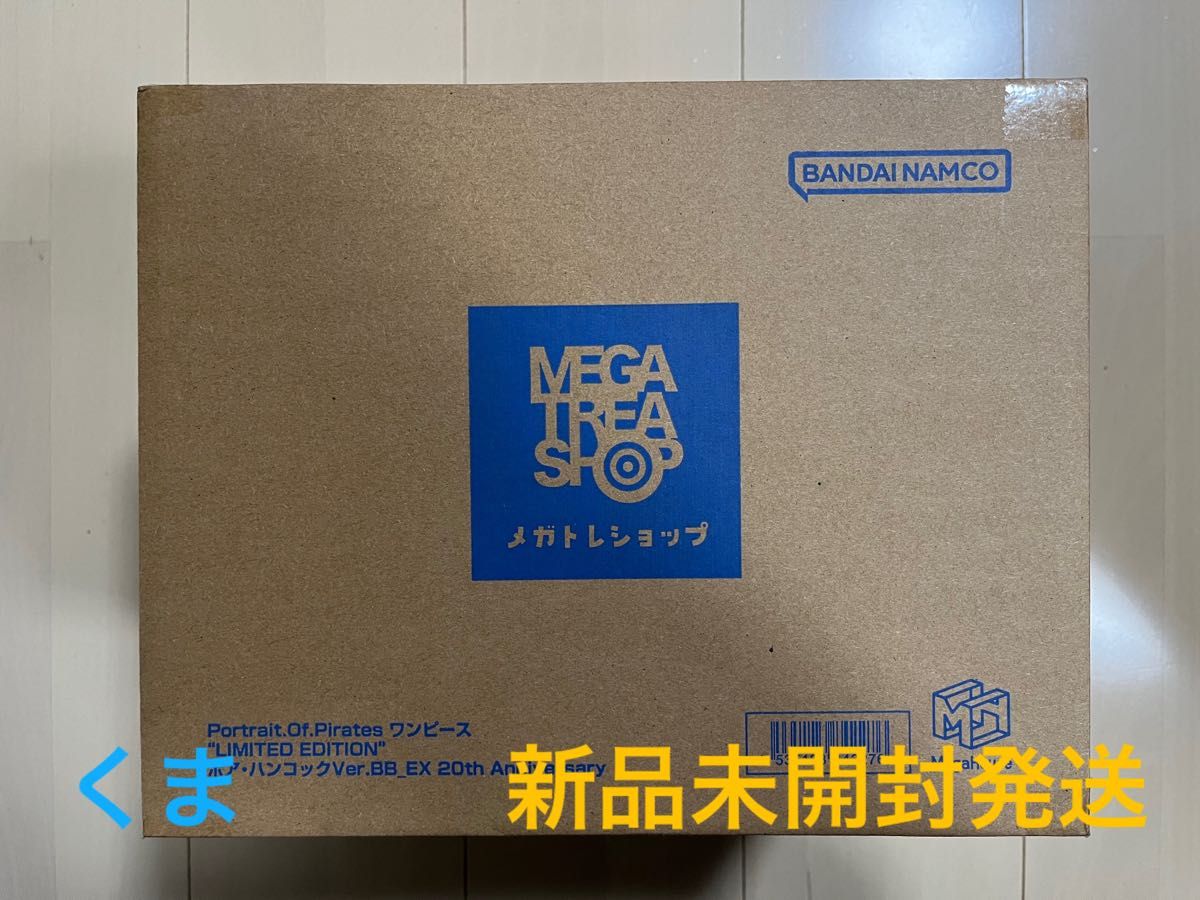 BANDAI NAMCO
MEGA
TREA
SHOP
メガトレショップ
Portrait.Of.Pirates ワンピース
"LIMITED EDITION"
ボア・ハンコックVer.BB_EX 20th Anniversary
MegaHouse
くま
新品未開封発送